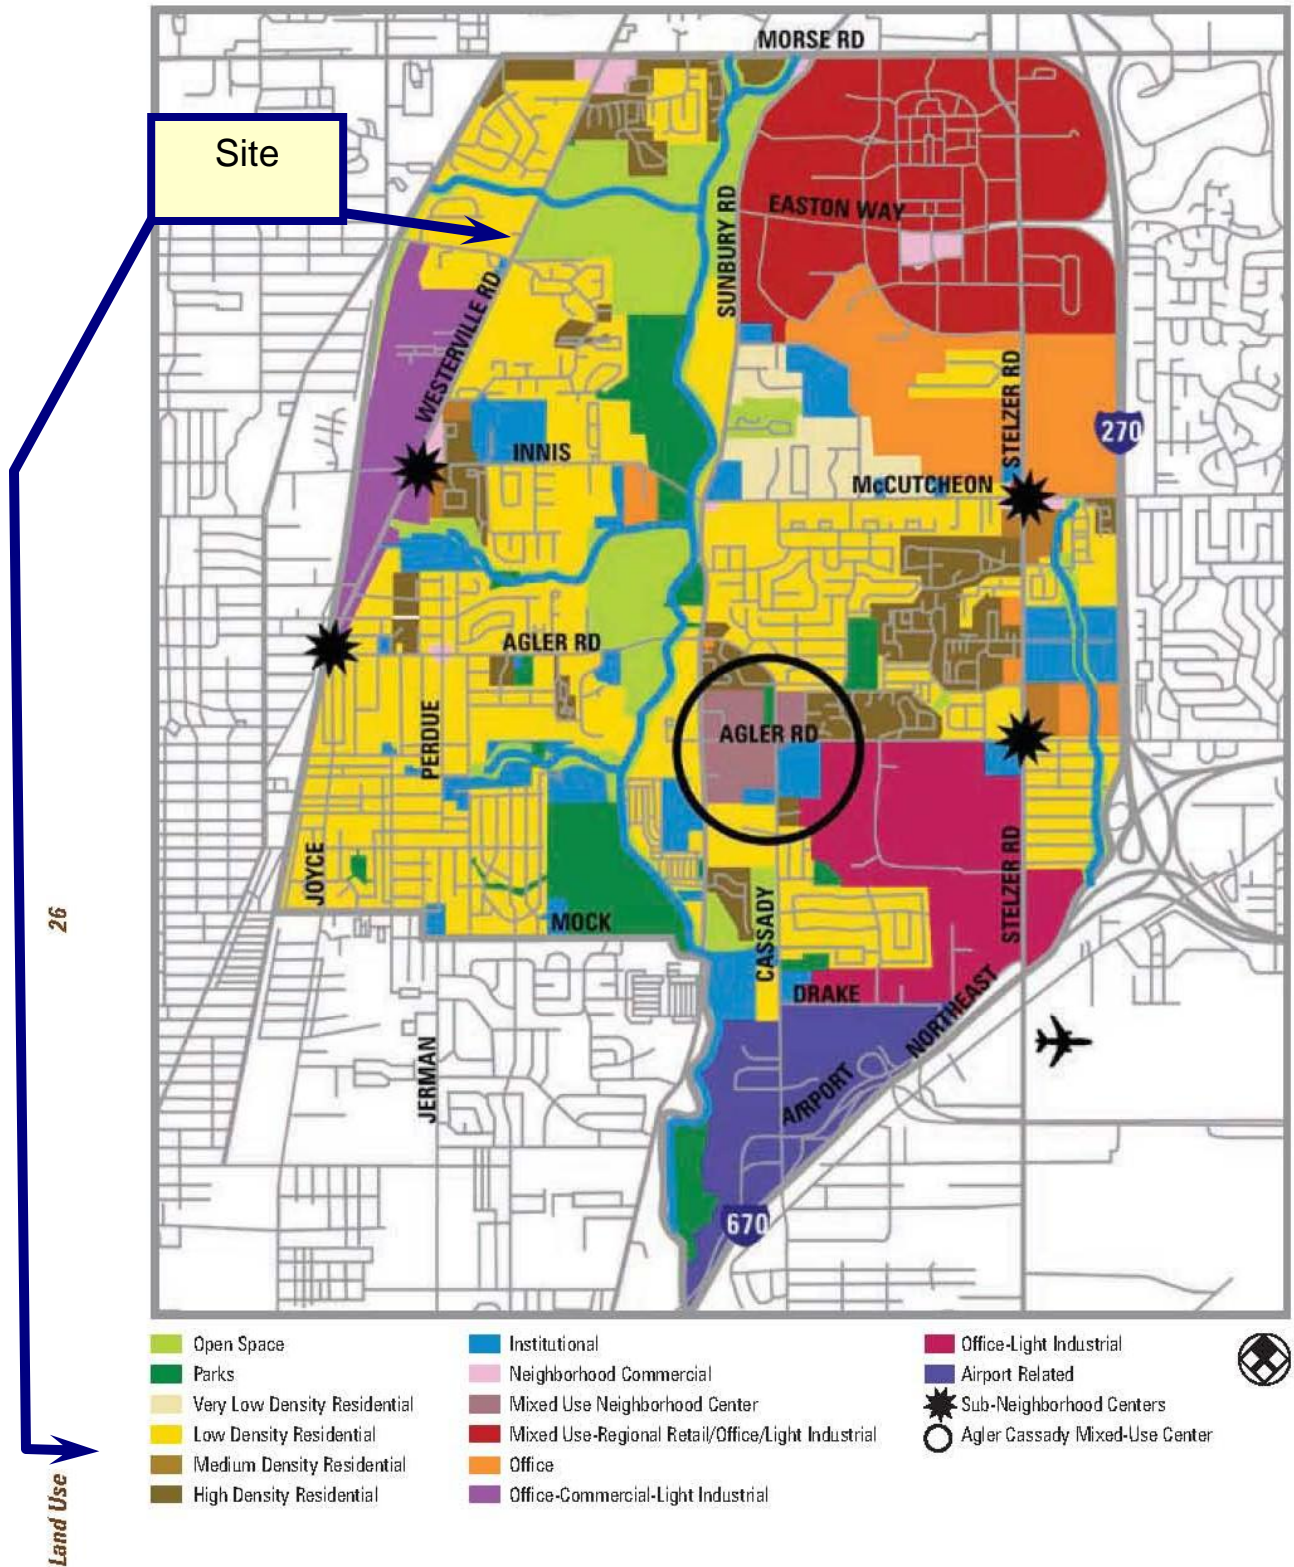 MORSE RD
Site
SUNBURY RD
EASTON WAY
WESTERVILLE RD
STELZER RD
270
INNIS
McCUTCHEON
AGLER RD
PERDUE
AGLER RD
JOYCE
STELZER RD
26
MOCK
CASSADY
DRAKE
NORTHEAST
JERMAN
AIRPORT
670
Open Space
Parks
Very Low Density Residential
Low Density Residential
Medium Density Residential
High Density Residential
Institutional
Neighborhood Commercial
Mixed Use Neighborhood Center
Mixed Use-Regional Retail/Office/Light Industrial
Office
Office-Commercial-Light Industrial
Office-Light Industrial
Airport Related
Sub-Neighborhood Centers
Agler Cassady Mixed-Use Center
Land Use